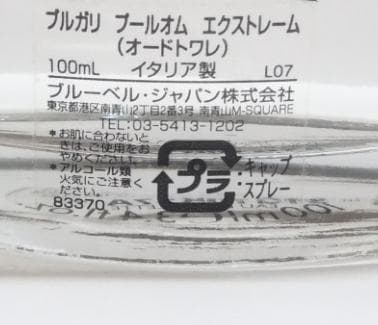 ブルガリ プールオム エクストレーム
(オードトワレ)
100mL イタリア製 L07
ブルーベル・ジャパン株式会社
東京都港区南青山2丁目2番3号 南青山M-SQUARE
TEL:03-5413-1202
*お肌に合わないと
きは、ご使用をお
やめください。
*アルコール類
火気にご注意く
ださい
83370
プラ
:キャップ
:スプレー
100ml